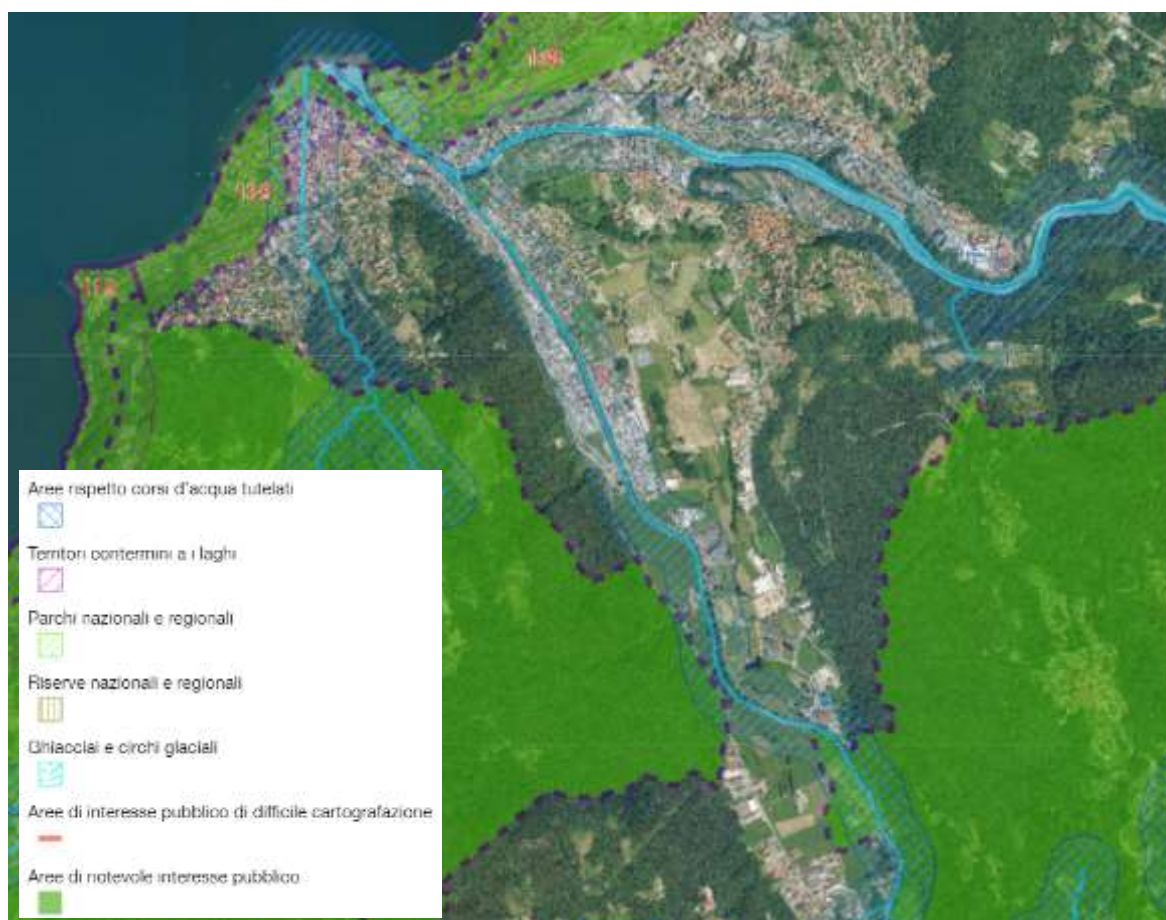 Aree rispetto corsi d'acqua tutelati
Territori contermini a i laghi
Parchi nazionali e regionali
Riserve nazionali e regionali
Ghiacciai e circhi glaciali
Aree di interesse pubblico di difficile cartografazione
Aree di notevole interesse pubblico